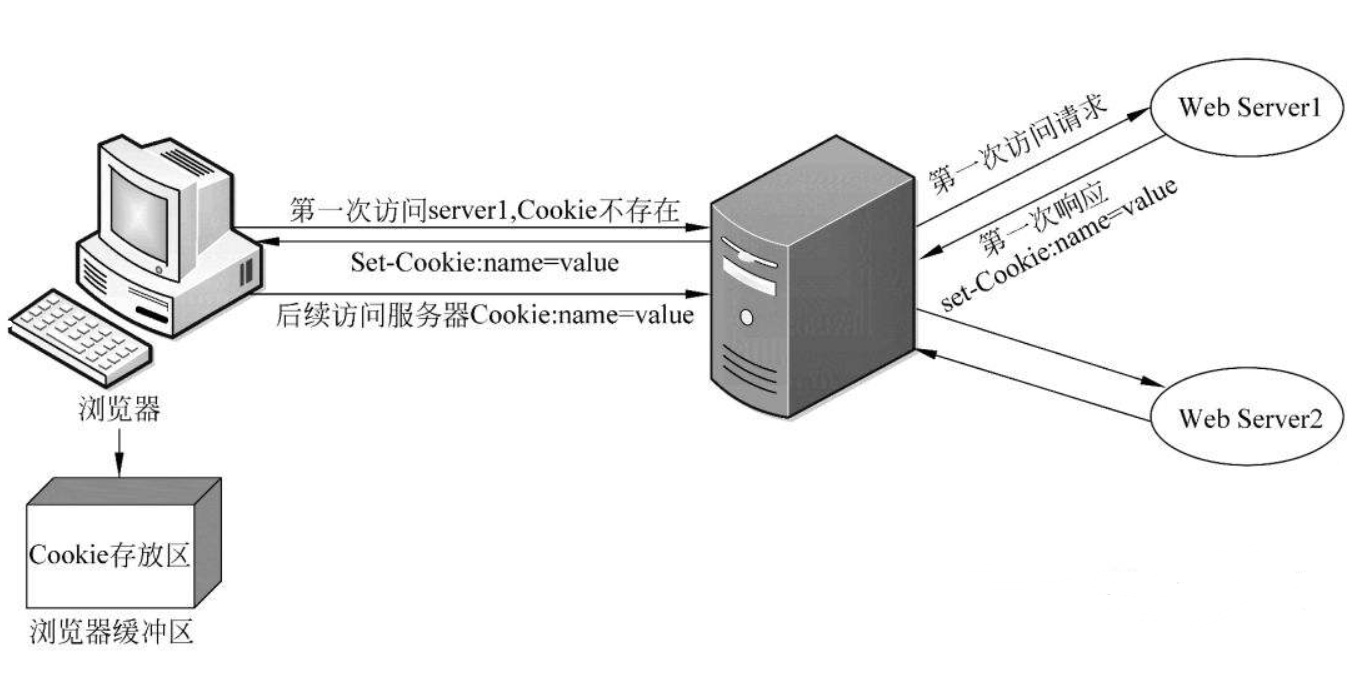 Web Server1
第一次访问请求
第一次响应
set-Cookie:name=value
第一次访问server1,Cookie不存在
Set-Cookie:name=value
后续访问服务器Cookie:name=value
浏览器
Web Server2
Cookie存放区
浏览器缓冲区